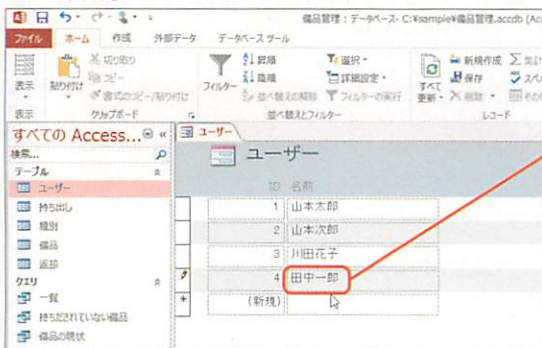 備品管理：データベース- C:¥sample¥備品管理.accdb (Acc
ファイル ホーム 作成 外部データ データベース ツール
表示
貼り付け
切り取り
コピー
書式のコピー/貼り付け
フィルター
昇順
降順
並べ替えの解除
選択
詳細設定
フィルターの実行
すべて更新
新規作成
保存
削除
集計
スペル
その他
表示 クリップボード 並べ替えとフィルター レコード
すべての Access...
検索...
テーブル
ユーザー
持ち出し
種別
備品
返却
クエリ
一覧
持ちだされていない備品
備品の現状
ユーザー
ユーザー
ID 名前
1 山本太郎
2 山本次郎
3 川田花子
4 田中一郎
* (新規)